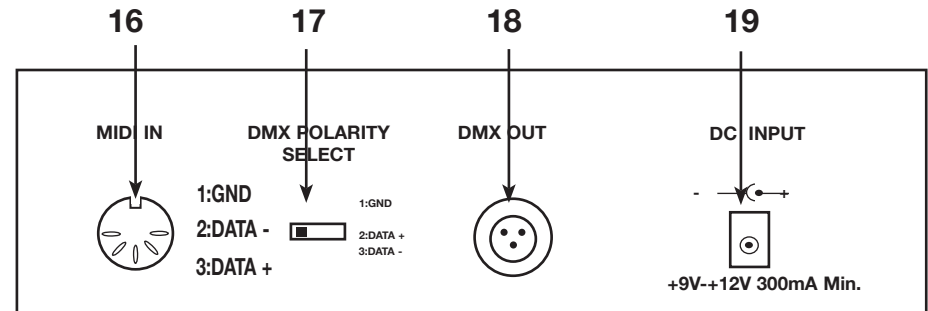 16 17 18 19
MIDI IN
DMX POLARITY
SELECT
DMX OUT
DC INPUT
1:GND
2:DATA -
3:DATA +
1:GND
2:DATA +
3:DATA -
- +
+9V-+12V 300mA Min.